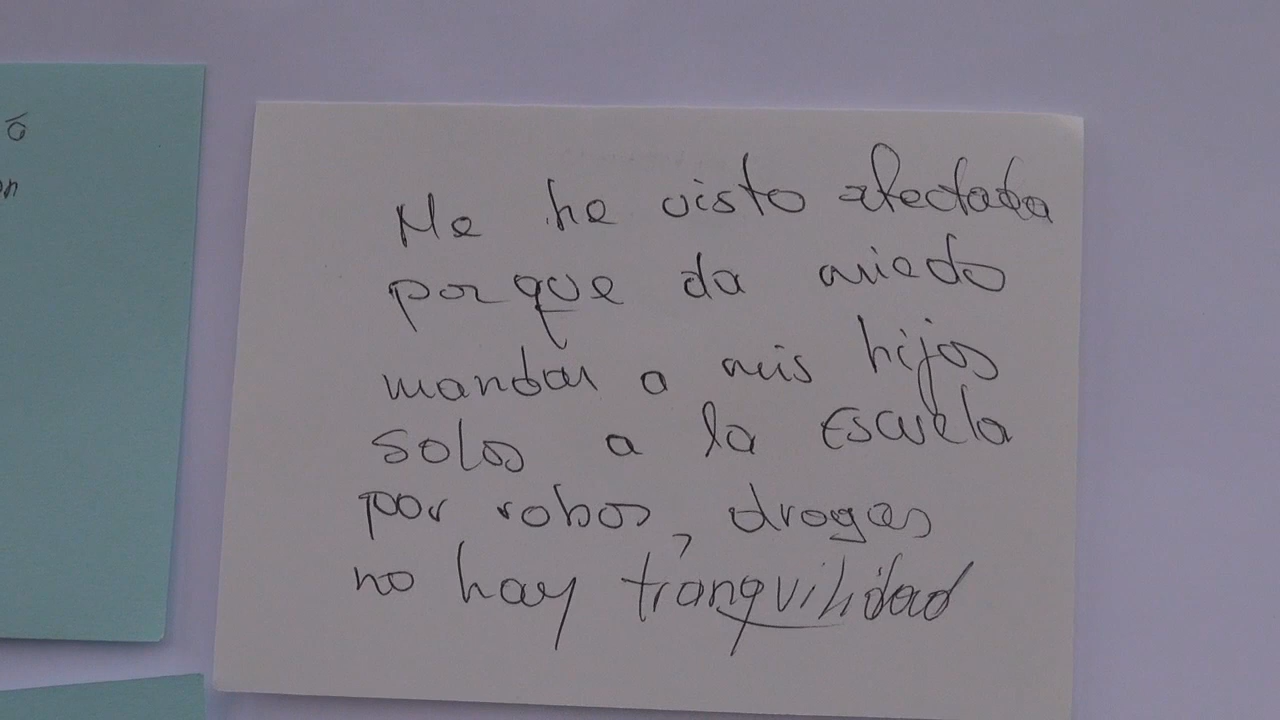 Me he visto afectada
porque da miedo
mandar a mis hijos
solos a la Escuela
por robos, drogas
no hay tranquilidad